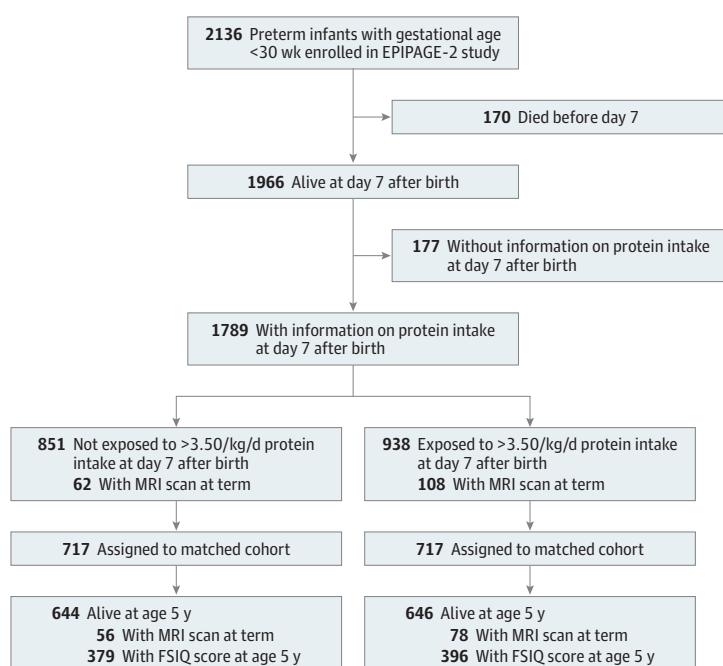 2136 Preterm infants with gestational age
<30 wk enrolled in EPIPAGE-2 study
170 Died before day 7
1966 Alive at day 7 after birth
177 Without information on protein intake
at day 7 after birth
1789 With information on protein intake
at day 7 after birth
851 Not exposed to >3.50/kg/d protein
intake at day 7 after birth
62 With MRI scan at term
938 Exposed to >3.50/kg/d protein intake
at day 7 after birth
108 With MRI scan at term
717 Assigned to matched cohort
717 Assigned to matched cohort
644 Alive at age 5 y
56 With MRI scan at term
379 With FSIQ score at age 5 y
646 Alive at age 5 y
78 With MRI scan at term
396 With FSIQ score at age 5 y